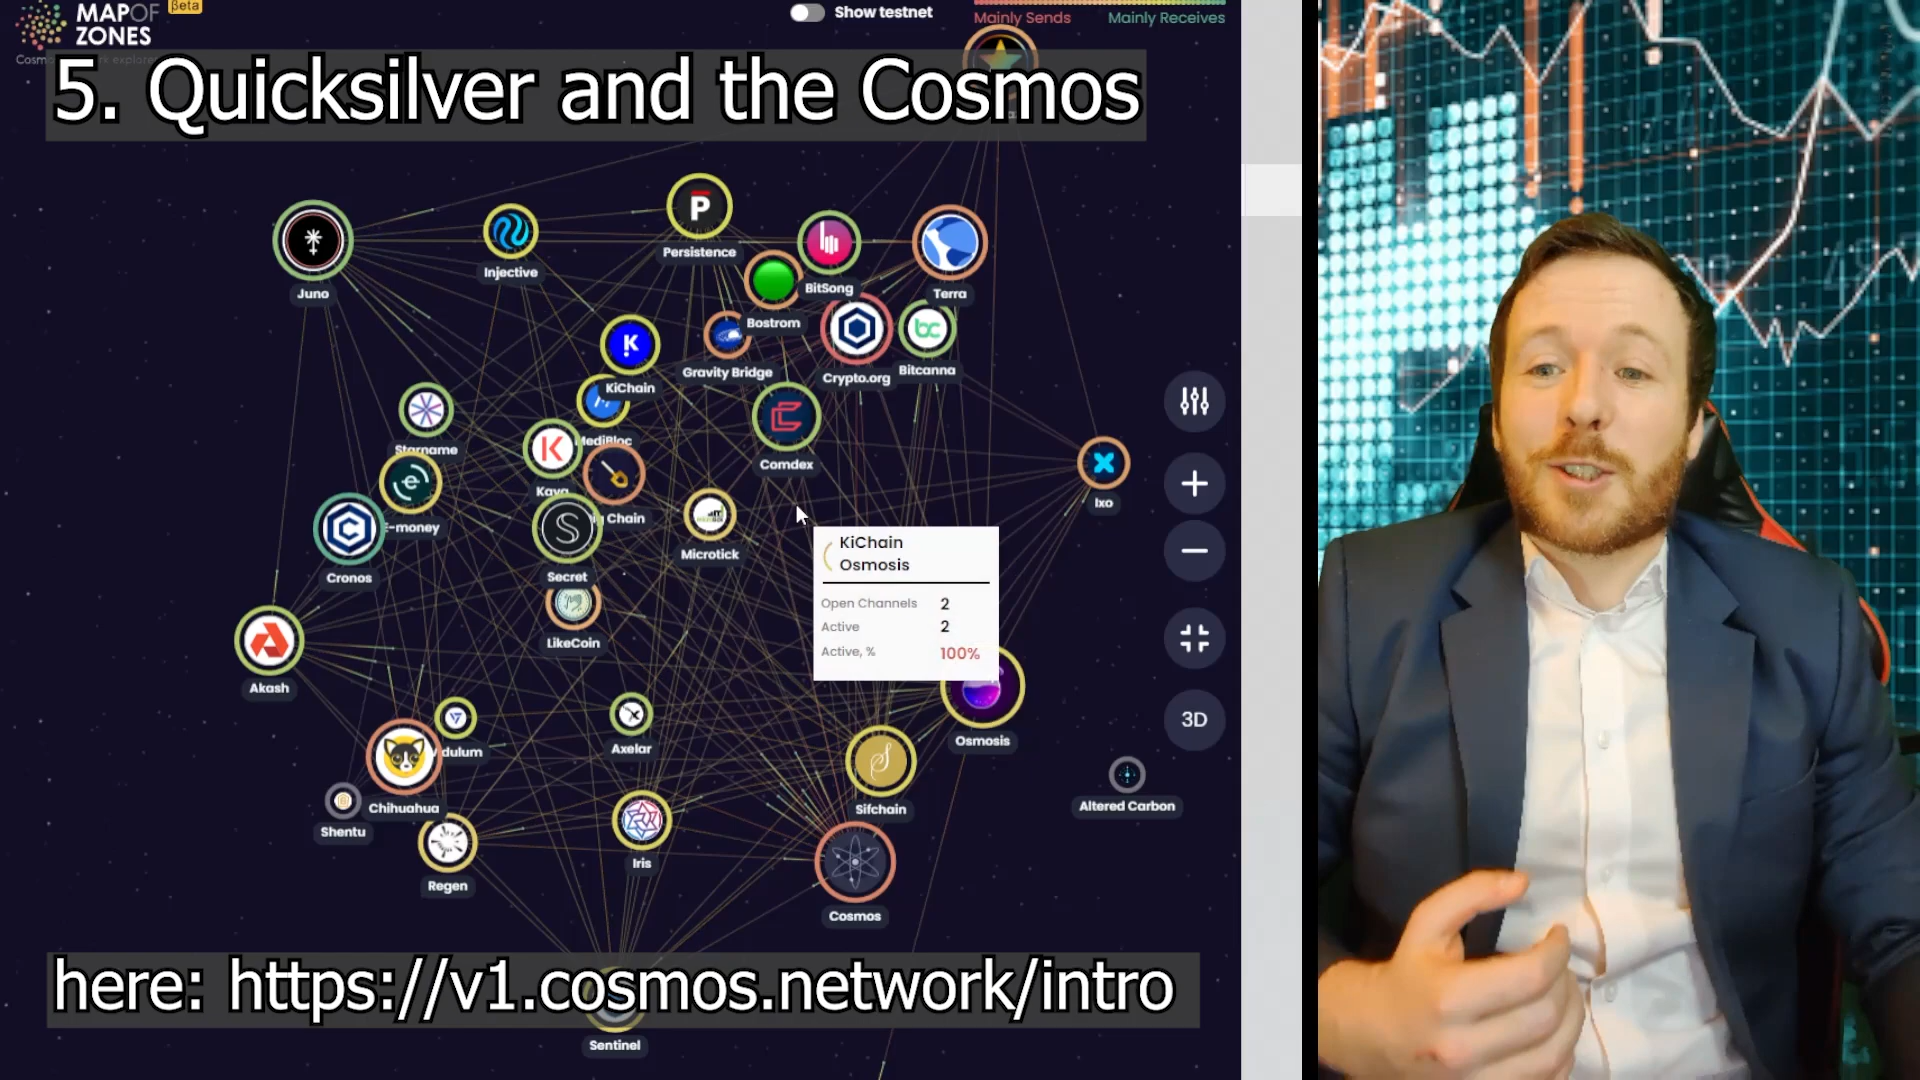 MAP OF
ZONES
Beta
Show testnet
Mainly Sends
Mainly Receives
5. Quicksilver and the Cosmos
Juno
Injective
Persistence
BitSong
Terra
Bostrom
KiChain
Gravity Bridge
Crypto.org
Bitcanna
Starname
MediBloc
Comdex
Kava
E-money
Chain
Microtick
Ixo
Cronos
Secret
KiChain
Osmosis
Open Channels 2
Active 2
Active, % 100%
LikeCoin
Akash
3D
Axelar
Osmosis
Chihuahua
Sifchain
Altered Carbon
Shentu
Iris
Regen
Cosmos
here: https://v1.cosmos.network/intro
Sentinel